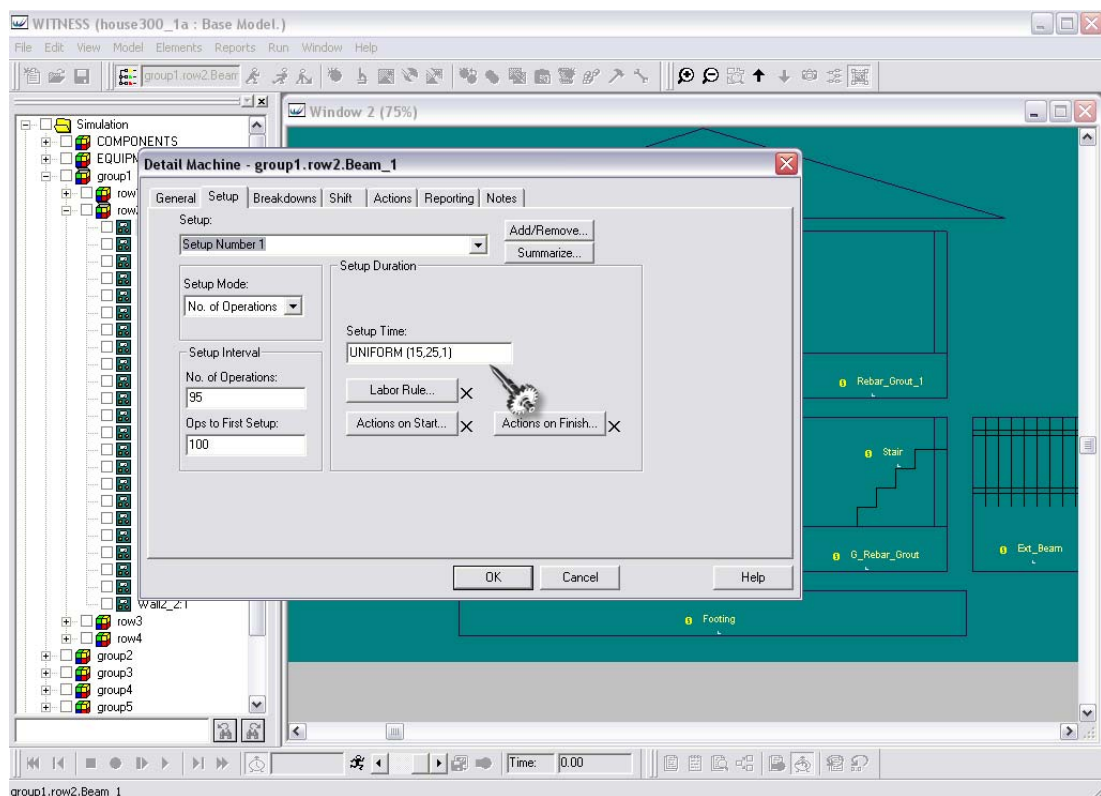 WITNESS (house300_1a : Base Model.)
File Edit View Model Elements Reports Run Window Help
group1.row2.Beam
Window 2 (75%)
Simulation
COMPONENTS
EQUIPM
group1
row
row
Detail Machine - group1.row2.Beam_1
General Setup Breakdowns Shift Actions Reporting Notes
Setup:
Setup Number 1
Add/Remove...
Summarize...
Setup Mode:
No. of Operations
Setup Interval
No. of Operations:
95
Ops to First Setup:
100
Setup Duration
Setup Time:
UNIFORM (15,25,1)
Labor Rule... X
Actions on Start... X
Actions on Finish... X
OK Cancel Help
Rebar_Grout_1
Stair
G_Rebar_Grout
Ext_Beam
Footing
Wall2_2:1
row3
row4
group2
group3
group4
group5
Time: 0.00
group1.row2.Beam_1